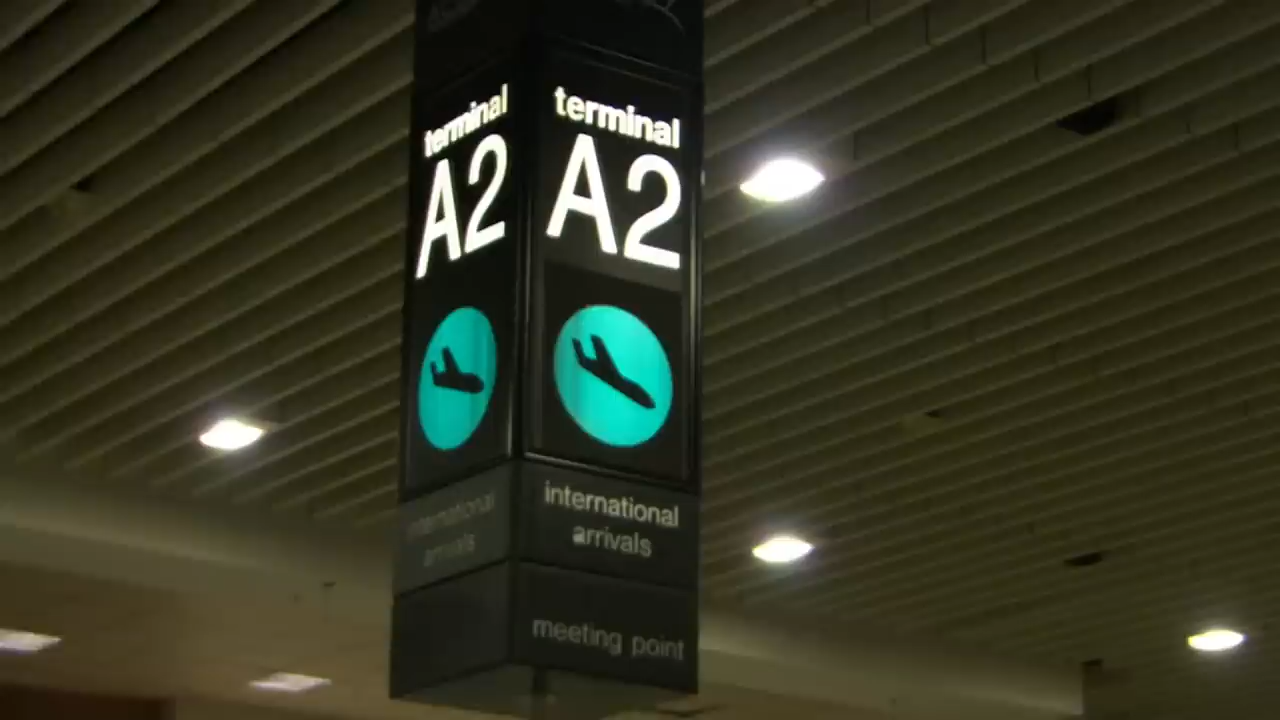 terminal
A2
international
arrivals
terminal
A2
international
arrivals
meeting point